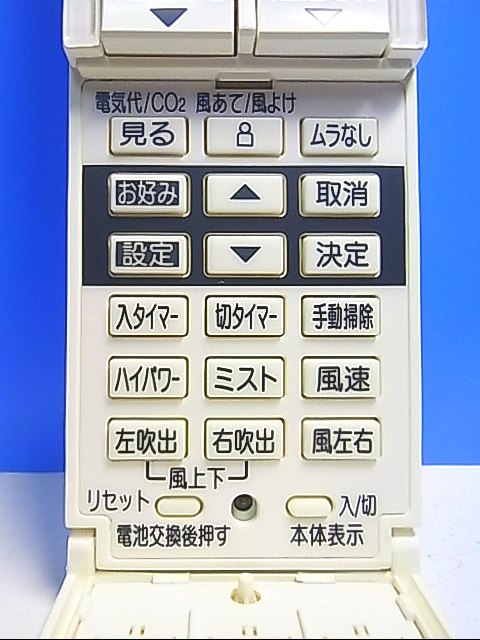 電気代/CO2 風あて/風よけ
見る ムラなし
お好み 取消
設定 決定
入タイマー 切タイマー 手動掃除
ハイパワー ミスト 風速
左吹出 右吹出 風左右
風上下
リセット 入/切
電池交換後押す 本体表示